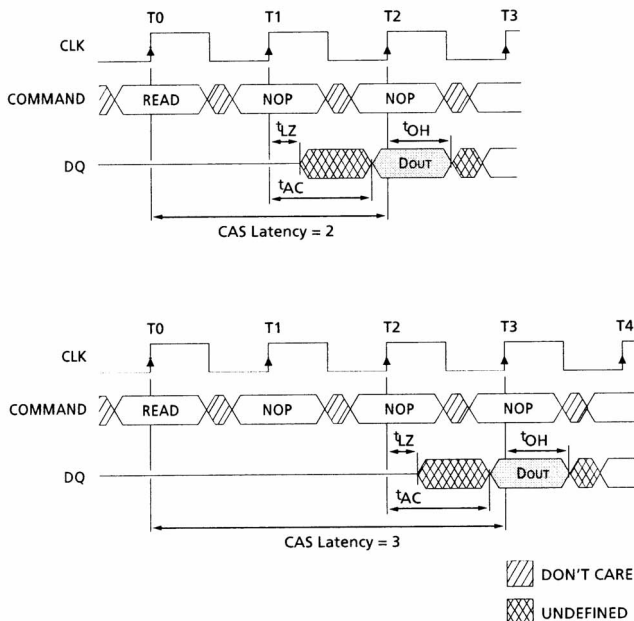 T0 T1 T2 T3
CLK
COMMAND READ NOP NOP
tLZ tOH
DQ DOUT
tAC
CAS Latency = 2
T0 T1 T2 T3 T4
CLK
COMMAND READ NOP NOP NOP
tLZ tOH
DQ DOUT
tAC
CAS Latency = 3
DON'T CARE
UNDEFINED